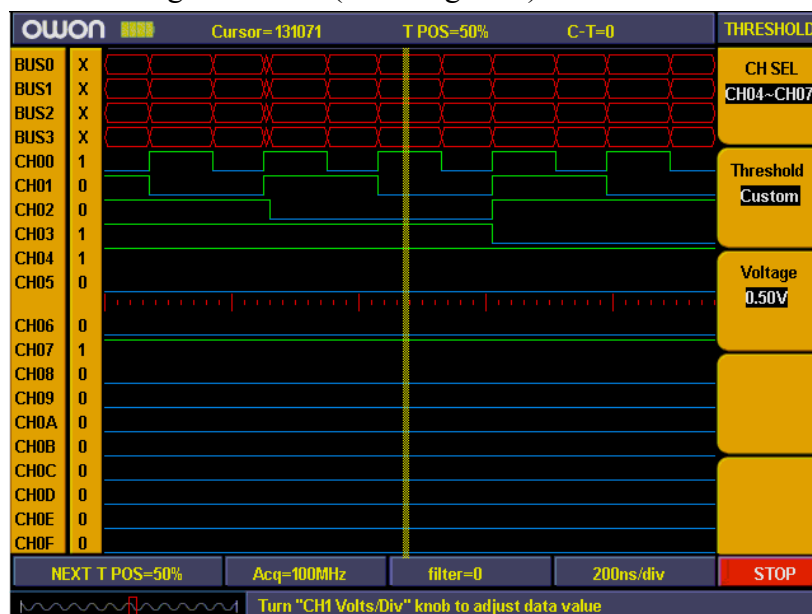 owon Cursor=131071 T POS=50% C-T=0 THRESHOLD
BUS0 X
BUS1 X
BUS2 X
BUS3 X
CH00 1
CH01 0
CH02 0
CH03 1
CH04 1
CH05 0
CH06 0
CH07 1
CH08 0
CH09 0
CH0A 0
CH0B 0
CH0C 0
CH0D 0
CH0E 0
CH0F 0
CH SEL
CH04~CH07
Threshold
Custom
Voltage
0.50V
NEXT T POS=50% Acq=100MHz filter=0 200ns/div STOP
Turn "CH1 Volts/Div" knob to adjust data value